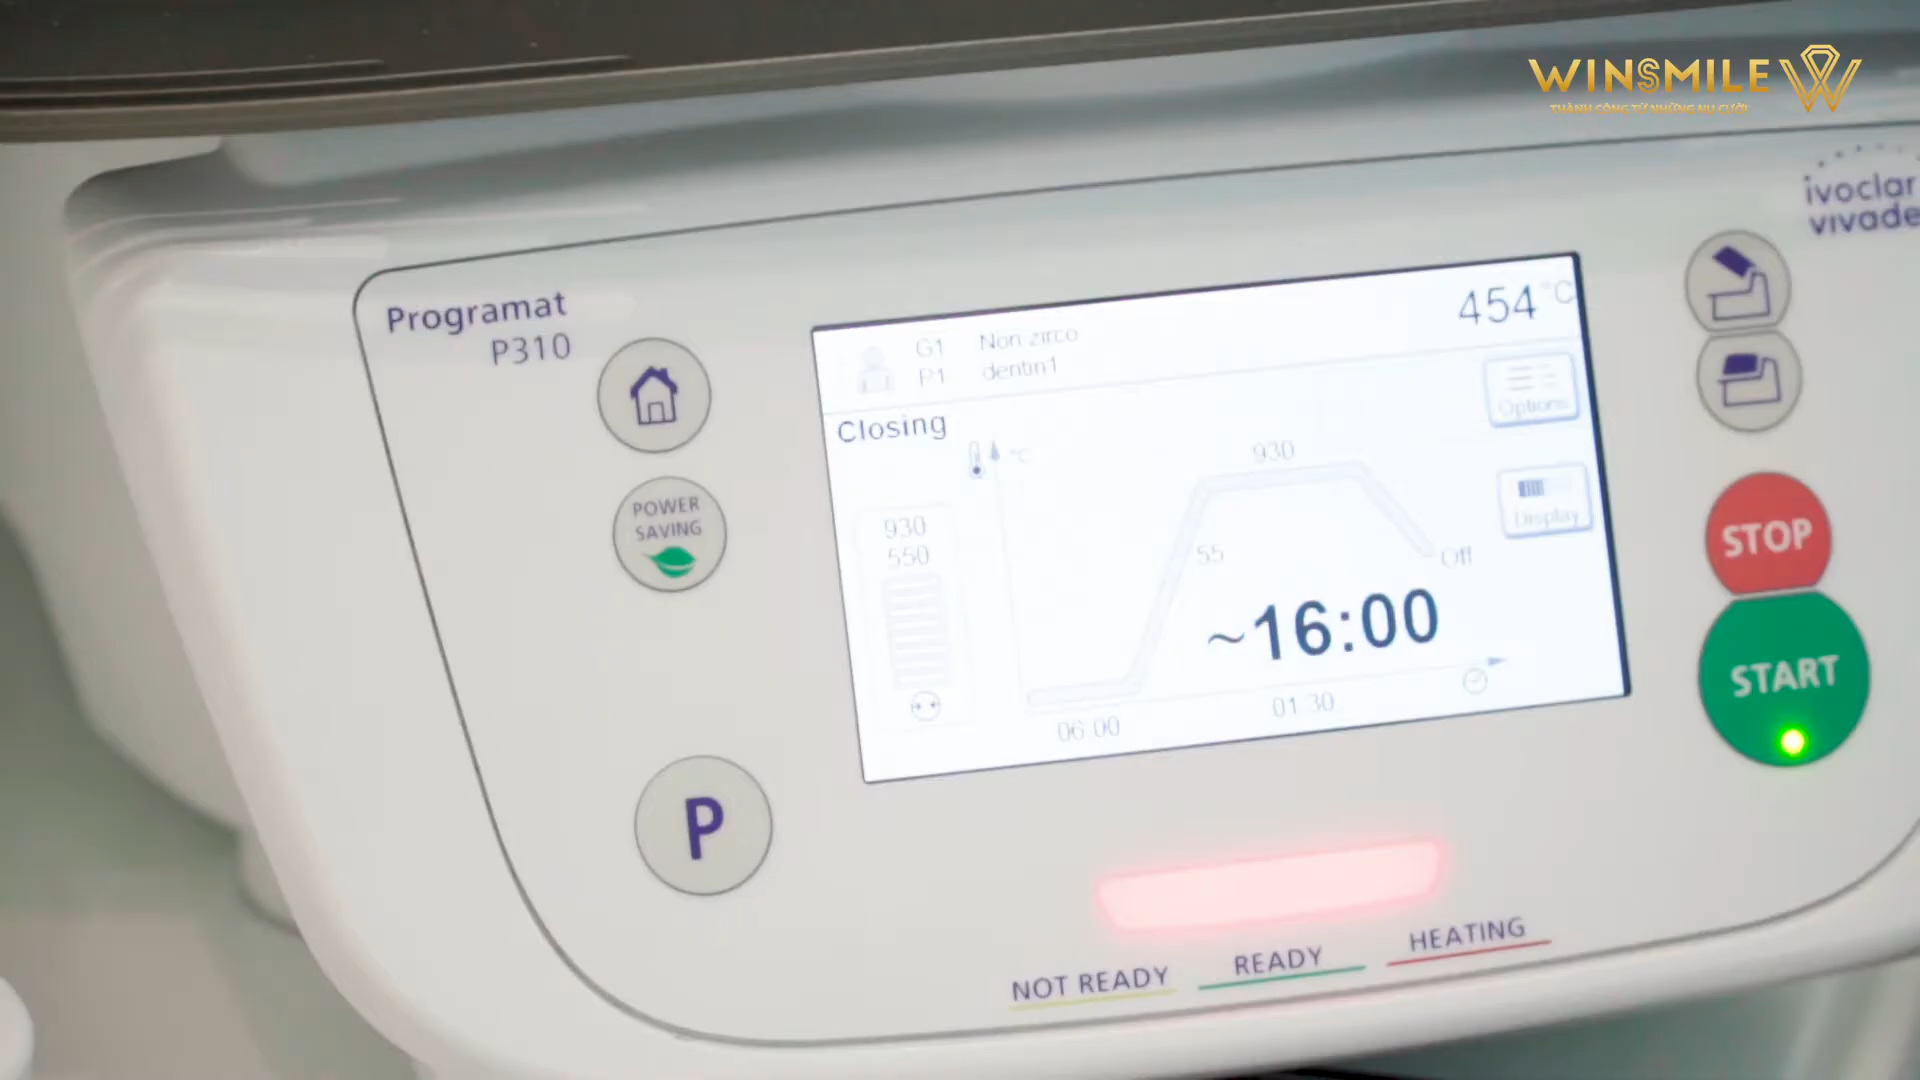 WINSMILE
THÀNH CÔNG TỪ NHỮNG NỤ CƯỜI
ivoclar
vivade
Programat
P310
454 °C
G1 Non zirco
P1 dentin1
Options
Closing
°C
930
930
550
Display
55
Off
~16:00
01:30
06:00
POWER
SAVING
STOP
START
P
NOT READY
READY
HEATING